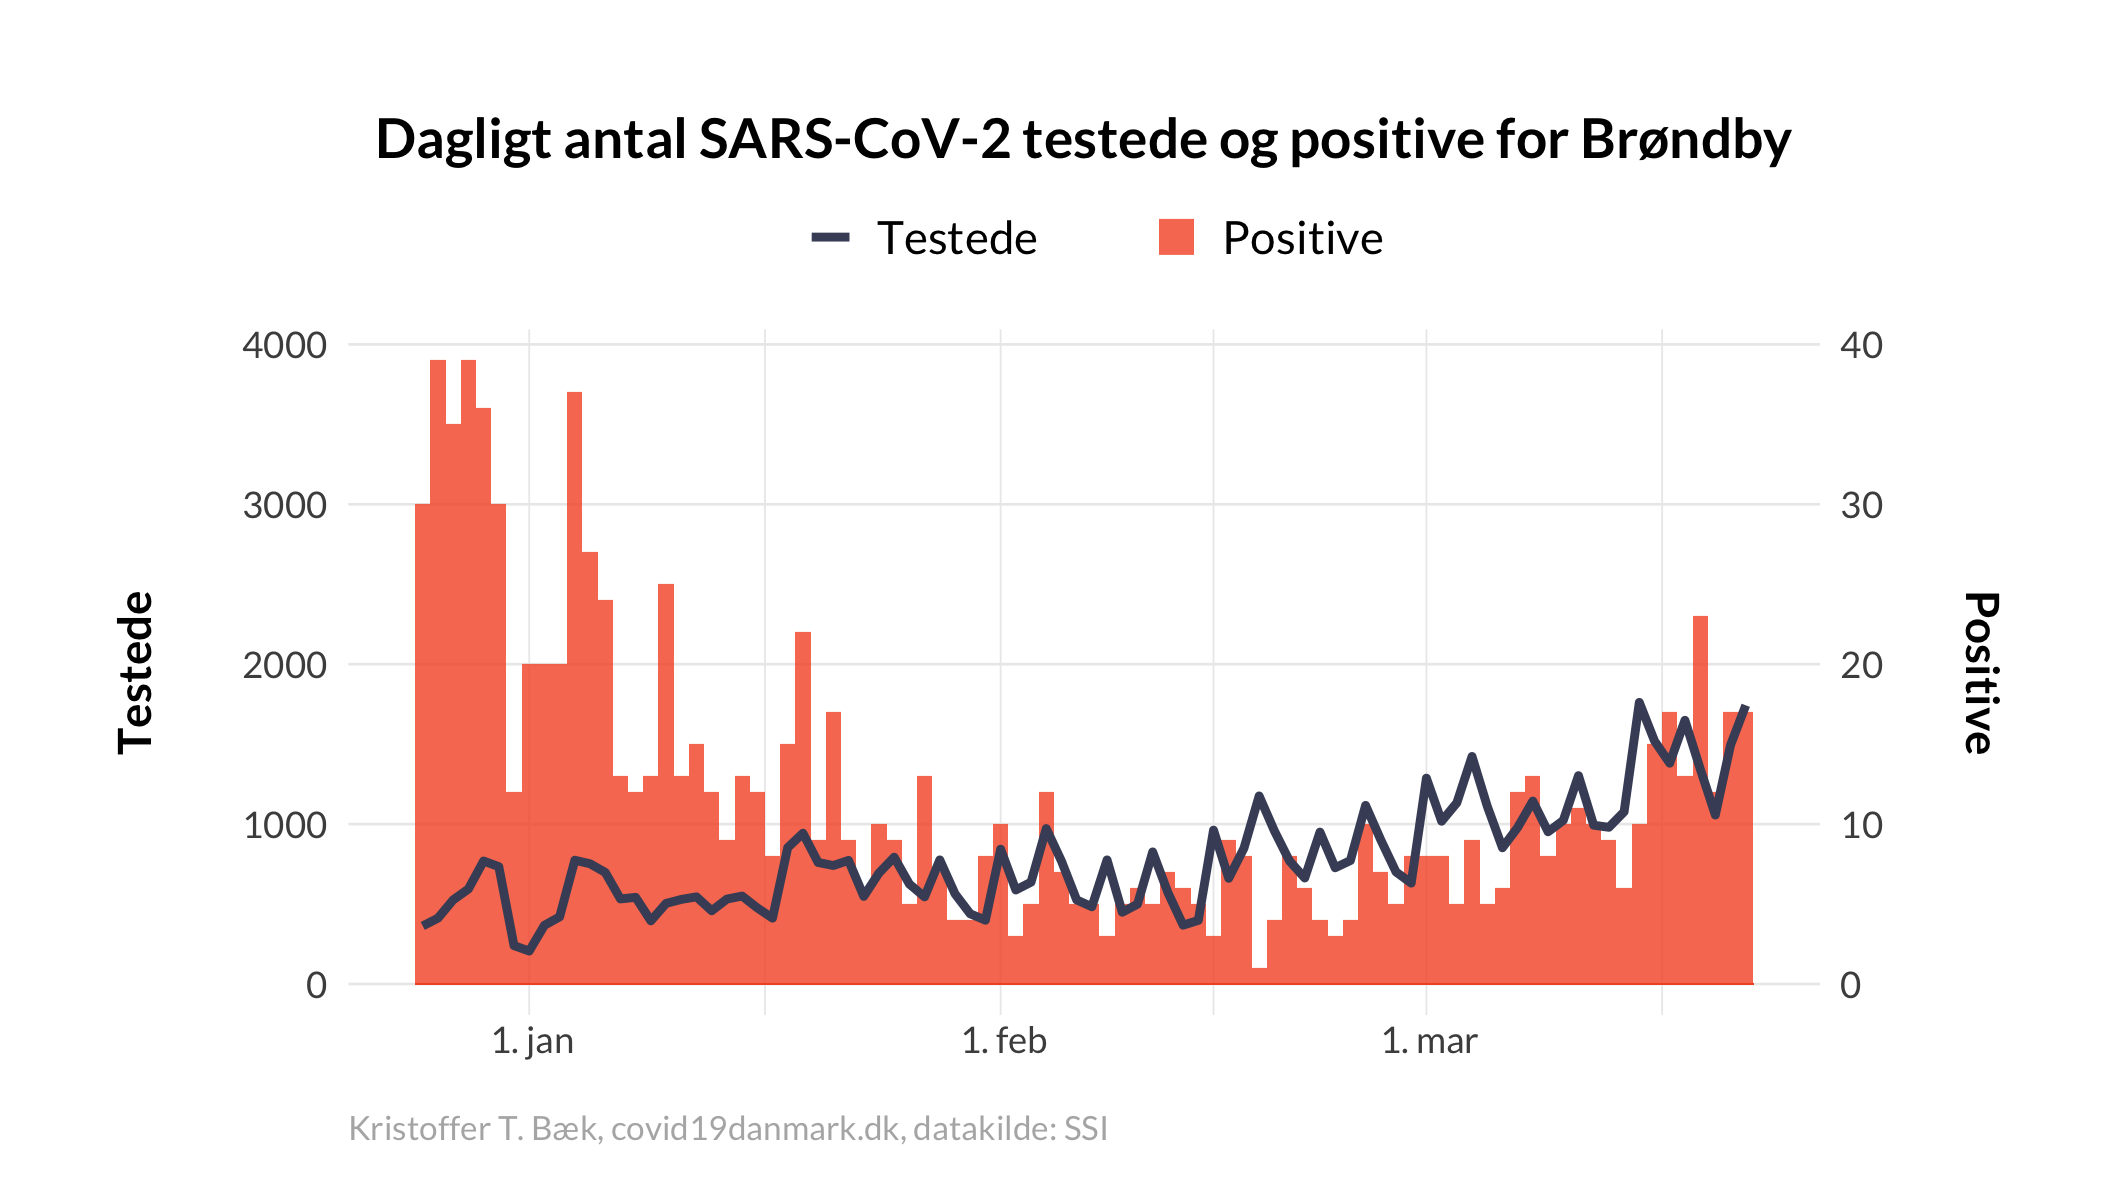 Dagligt antal SARS-CoV-2 testede og positive for Brøndby
Testede
Positive
4000
3000
2000
1000
0
Testede
40
30
20
10
0
Positive
1. jan
1. feb
1. mar
Kristoffer T. Bæk, covid19danmark.dk, datakilde: SSI